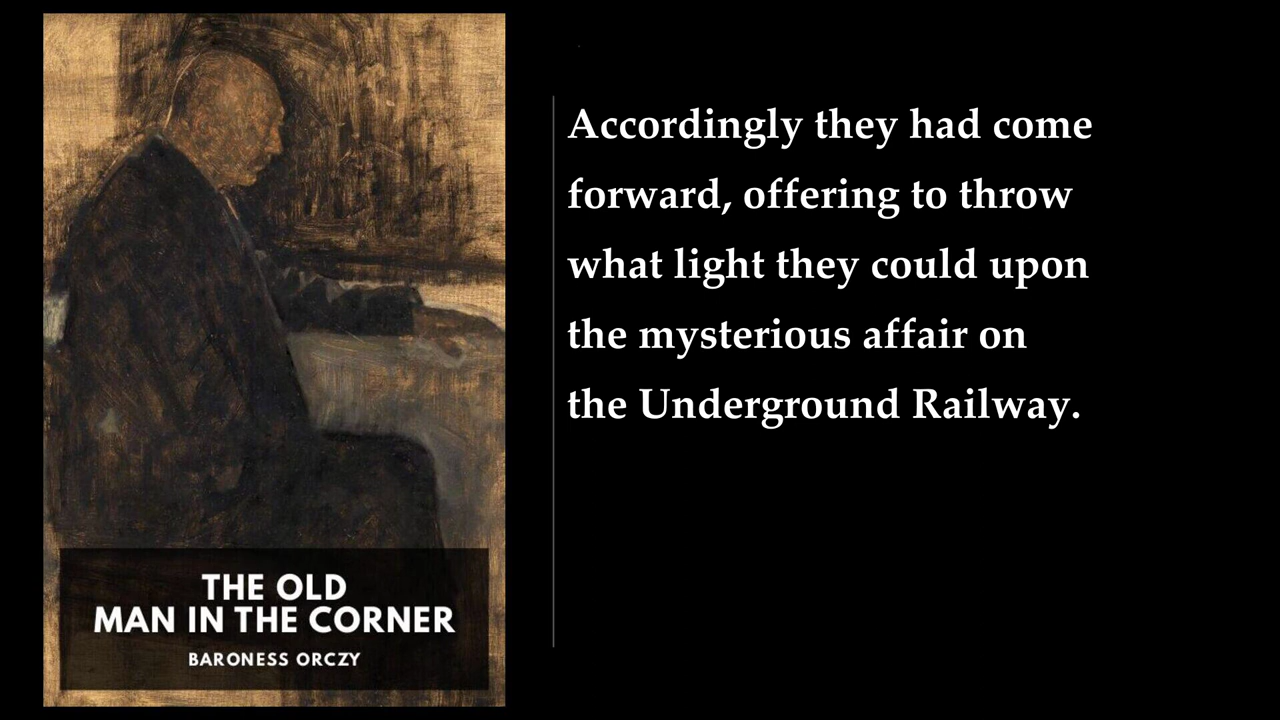 Accordingly they had come
forward, offering to throw
what light they could upon
the mysterious affair on
the Underground Railway.
THE OLD
MAN IN THE CORNER
BARONESS ORCZY